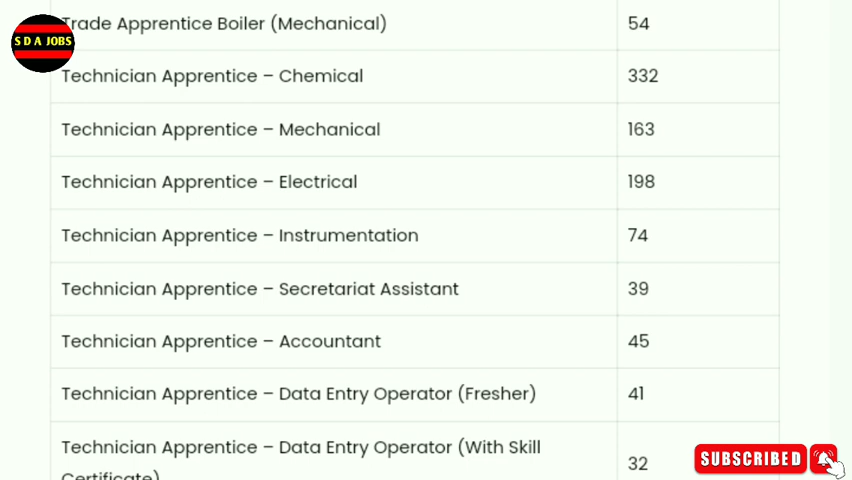 S D A JOBS
Trade Apprentice Boiler (Mechanical) 54
Technician Apprentice – Chemical 332
Technician Apprentice – Mechanical 163
Technician Apprentice – Electrical 198
Technician Apprentice – Instrumentation 74
Technician Apprentice – Secretariat Assistant 39
Technician Apprentice – Accountant 45
Technician Apprentice – Data Entry Operator (Fresher) 41
Technician Apprentice – Data Entry Operator (With Skill
Certificate) 32
SUBSCRIBED